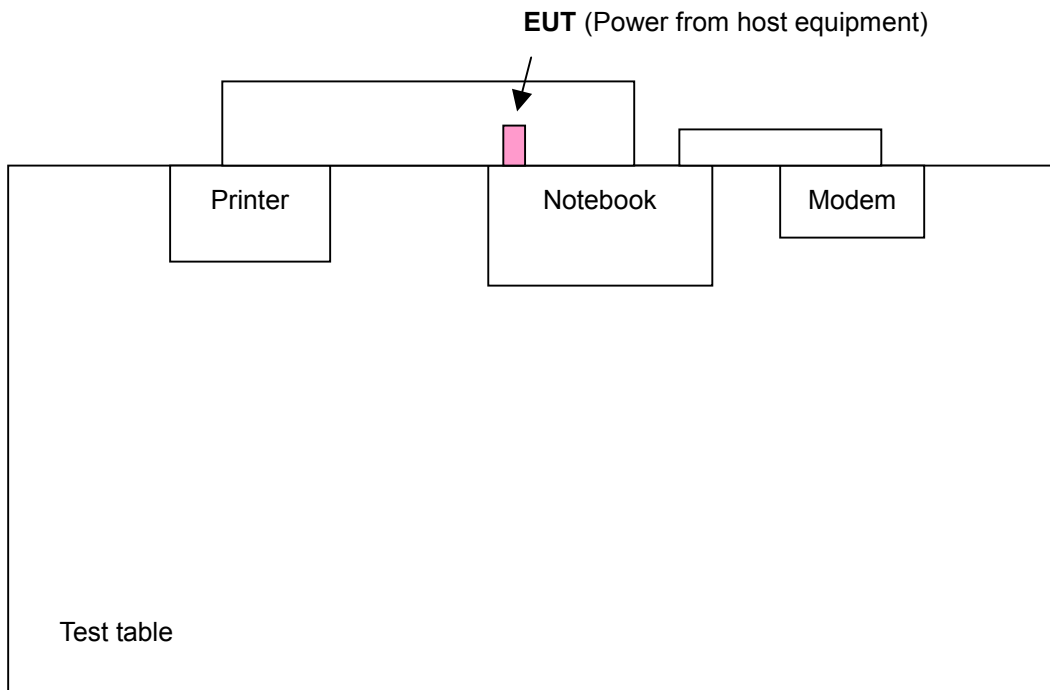 EUT (Power from host equipment)
Printer
Notebook
Modem
Test table